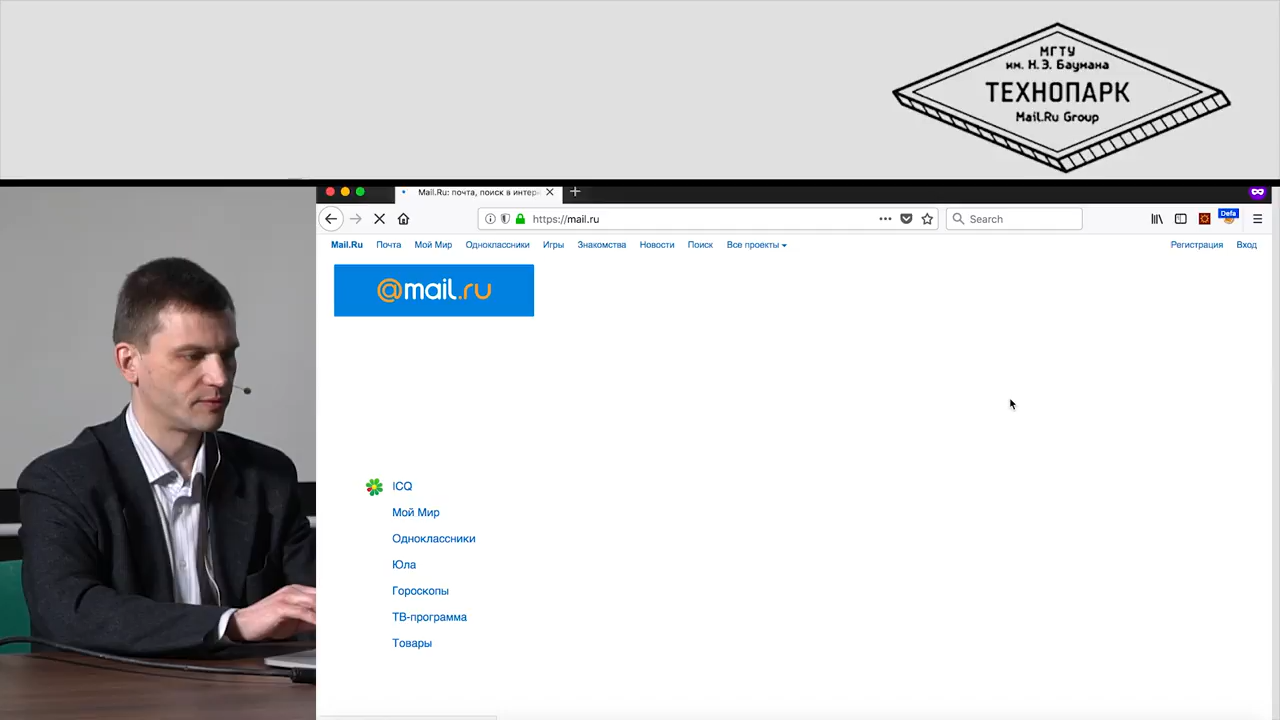 МГТУ
им. Н.Э. Баумана
ТЕХНОПАРК
Mail.Ru Group
Mail.Ru: почта, поиск в интер
https://mail.ru
Search
Defa
Mail.Ru Почта Мой Мир Одноклассники Игры Знакомства Новости Поиск Все проекты Регистрация Вход
@mail.ru
ICQ
Мой Мир
Одноклассники
Юла
Гороскопы
ТВ-программа
Товары